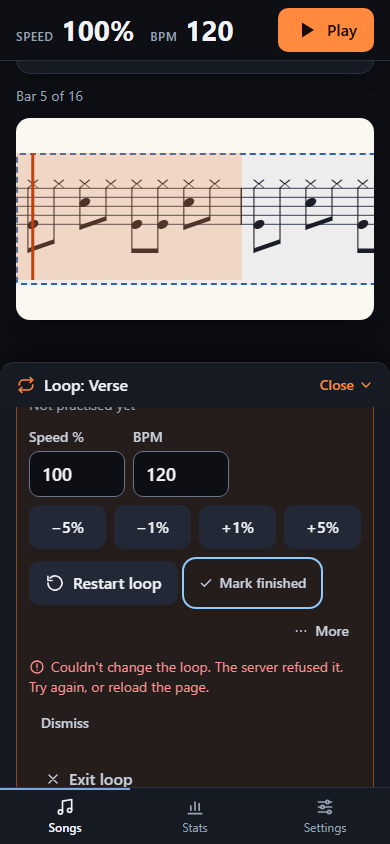 SPEED 100% BPM 120 Play
Bar 5 of 16
Loop: Verse Close
Not practised yet
Speed % BPM
100 120
−5% −1% +1% +5%
Restart loop Mark finished
More
Couldn't change the loop. The server refused it.
Try again, or reload the page.
Dismiss
Exit loop
Songs Stats Settings